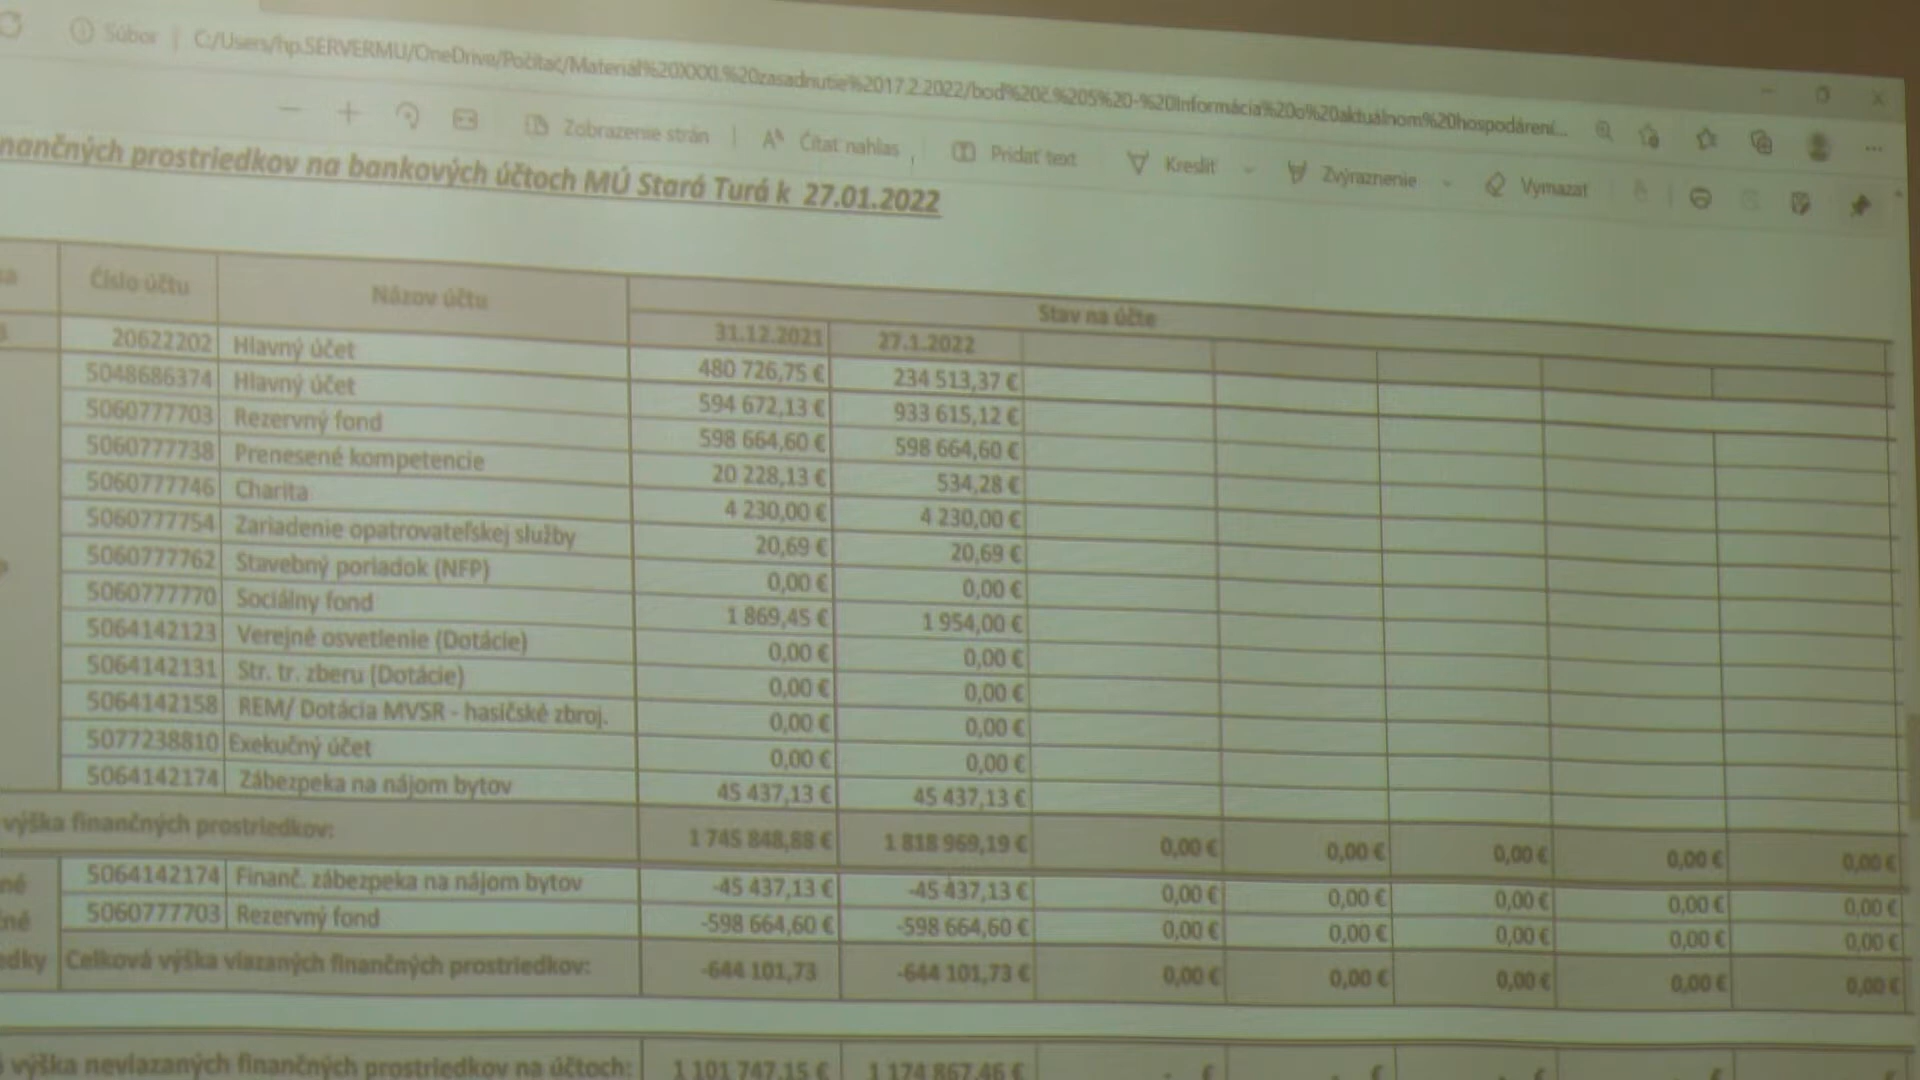 Súbor | C:/Users/hp.SERVERMU/OneDrive/Počítač/Materiál%20XXXI.%20zasadnutie%2017.2.2022/bod%20č.%205%20-%20Informácia%20o%20aktuálnom%20hospodárení...
Zobrazenie strán | Čítať nahlas Pridať text Kresliť Zvýraznenie Vymazať
nančných prostriedkov na bankových účtoch MÚ Stará Turá k 27.01.2022
Číslo účtu Názov účtu Stav na účte
31.12.2021 27.1.2022
20622202 Hlavný účet 480 726,75 € 234 513,37 €
5048686374 Hlavný účet 594 672,13 € 933 615,12 €
5060777703 Rezervný fond 598 664,60 € 598 664,60 €
5060777738 Prenesené kompetencie 20 228,13 € 534,28 €
5060777746 Charita 4 230,00 € 4 230,00 €
5060777754 Zariadenie opatrovateľskej služby 20,69 € 20,69 €
5060777762 Stavebný poriadok (NFP) 0,00 € 0,00 €
5060777770 Sociálny fond 1 869,45 € 1 954,00 €
5064142123 Verejné osvetlenie (Dotácie) 0,00 € 0,00 €
5064142131 Str. tr. zberu (Dotácie) 0,00 € 0,00 €
5064142158 REM/ Dotácia MVSR - hasičské zbroj. 0,00 € 0,00 €
5077238810 Exekučný účet 0,00 € 0,00 €
5064142174 Zábezpeka na nájom bytov 45 437,13 € 45 437,13 €
výška finančných prostriedkov: 1 745 848,88 € 1 818 969,19 € 0,00 € 0,00 € 0,00 € 0,00 € 0,00 €
né 5064142174 Finanč. zábezpeka na nájom bytov -45 437,13 € -45 437,13 € 0,00 € 0,00 € 0,00 € 0,00 € 0,00 €
né 5060777703 Rezervný fond -598 664,60 € -598 664,60 € 0,00 € 0,00 € 0,00 € 0,00 € 0,00 €
edky Celková výška viazaných finančných prostriedkov: -644 101,73 -644 101,73 € 0,00 € 0,00 € 0,00 € 0,00 € 0,00 €
výška neviazaných finančných prostriedkov na účtoch: 1 101 747,15 € 1 174 867,46 € - € - € - € - € - €